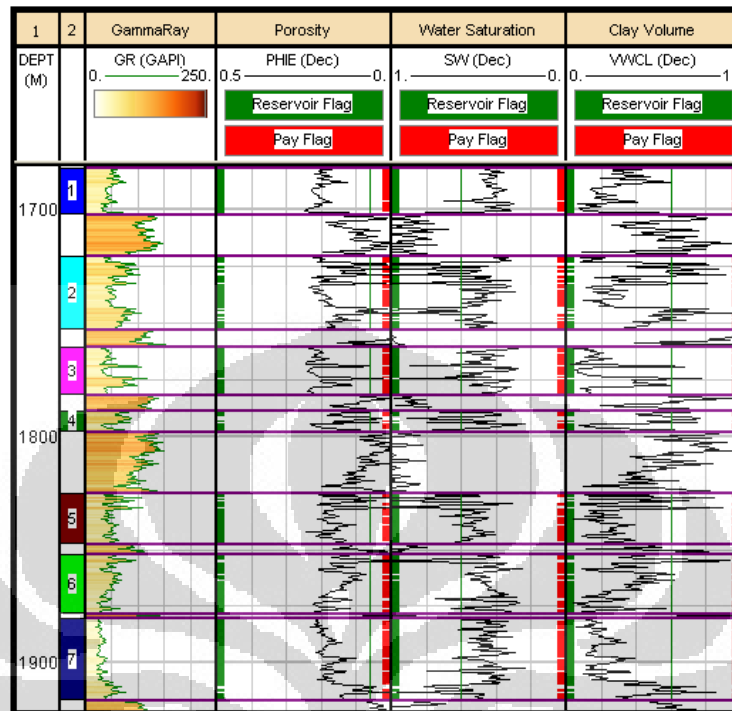 1 2 GammaRay Porosity Water Saturation Clay Volume
DEPT (M) GR (GAPI) PHIE (Dec) SW (Dec) VWCL (Dec)
0. 250. 0.5 0. 1. 0. 0. 1
Reservoir Flag Reservoir Flag Reservoir Flag
Pay Flag Pay Flag Pay Flag
1
1700
2
3
4
1800
5
6
1900 7